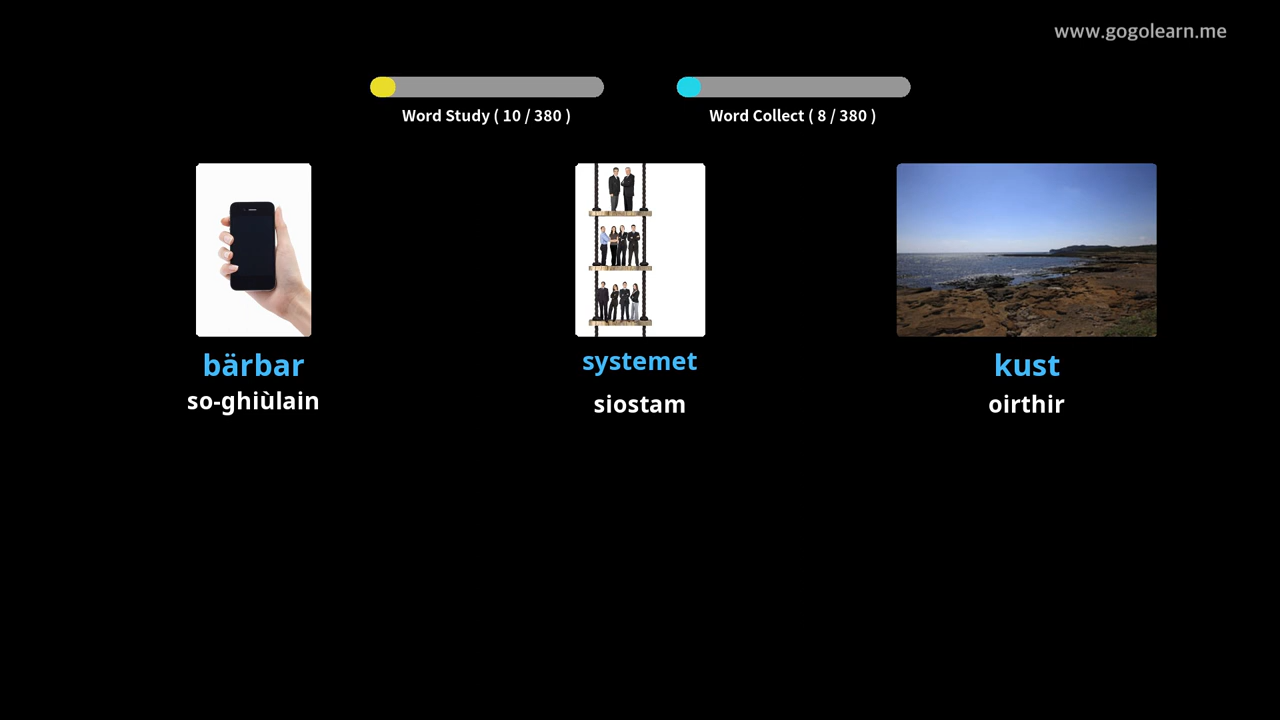 www.gogolearn.me
Word Study ( 10 / 380 )
Word Collect ( 8 / 380 )
bärbar
so-ghiùlain
systemet
siostam
kust
oirthir